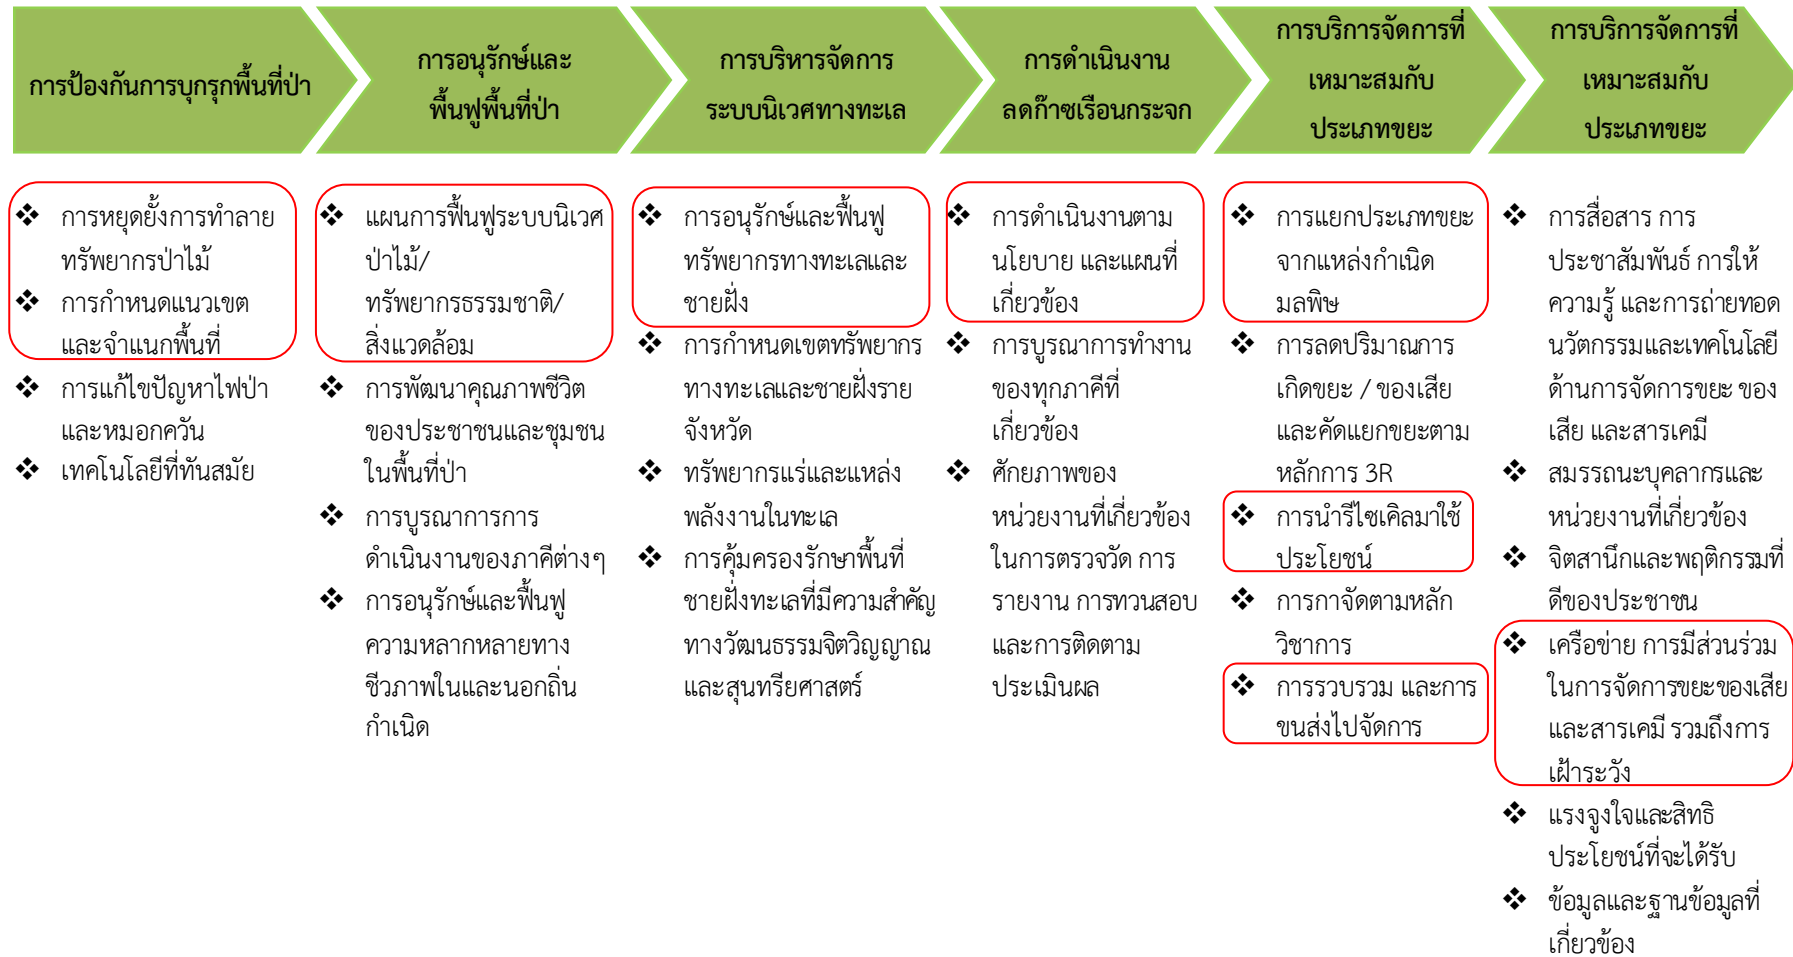 การป้องกันการบุกรุกพื้นที่ป่า
การอนุรักษ์และ
พื้นฟูพื้นที่ป่า
การบริหารจัดการ
ระบบนิเวศทางทะเล
การดำเนินงาน
ลดก๊าซเรือนกระจก
การบริการจัดการที่
เหมาะสมกับ
ประเภทขยะ
การบริการจัดการที่
เหมาะสมกับ
ประเภทขยะ
❖ การหยุดยั้งการทำลาย
ทรัพยากรป่าไม้
❖ การกำหนดแนวเขต
และจำแนกพื้นที่
❖ การแก้ไขปัญหาไฟป่า
และหมอกควัน
❖ เทคโนโลยีที่ทันสมัย
❖ แผนการฟื้นฟูระบบนิเวศ
ป่าไม้/
ทรัพยากรธรรมชาติ/
สิ่งแวดล้อม
❖ การพัฒนาคุณภาพชีวิต
ของประชาชนและชุมชน
ในพื้นที่ป่า
❖ การบูรณาการการ
ดำเนินงานของภาคีต่างๆ
❖ การอนุรักษ์และฟื้นฟู
ความหลากหลายทาง
ชีวภาพในและนอกถิ่น
กำเนิด
❖ การอนุรักษ์และฟื้นฟู
ทรัพยากรทางทะเลและ
ชายฝั่ง
❖ การกำหนดเขตทรัพยากร
ทางทะเลและชายฝั่งราย
จังหวัด
❖ ทรัพยากรแร่และแหล่ง
พลังงานในทะเล
❖ การคุ้มครองรักษาพื้นที่
ชายฝั่งทะเลที่มีความสำคัญ
ทางวัฒนธรรมจิตวิญญาณ
และสุนทรียศาสตร์
❖ การดำเนินงานตาม
นโยบาย และแผนที่
เกี่ยวข้อง
❖ การบูรณาการทำงาน
ของทุกภาคีที่
เกี่ยวข้อง
❖ ศักยภาพของ
หน่วยงานที่เกี่ยวข้อง
ในการตรวจวัด การ
รายงาน การทวนสอบ
และการติดตาม
ประเมินผล
❖ การแยกประเภทขยะ
จากแหล่งกำเนิด
มลพิษ
❖ การลดปริมาณการ
เกิดขยะ / ของเสีย
และคัดแยกขยะตาม
หลักการ 3R
❖ การนำรีไซเคิลมาใช้
ประโยชน์
❖ การกาจัดตามหลัก
วิชาการ
❖ การรวบรวม และการ
ขนส่งไปจัดการ
❖ การสื่อสาร การ
ประชาสัมพันธ์ การให้
ความรู้ และการถ่ายทอด
นวัตกรรมและเทคโนโลยี
ด้านการจัดการขยะ ของ
เสีย และสารเคมี
❖ สมรรถนะบุคลากรและ
หน่วยงานที่เกี่ยวข้อง
❖ จิตสานึกและพฤติกรรมที่
ดีของประชาชน
❖ เครือข่าย การมีส่วนร่วม
ในการจัดการขยะของเสีย
และสารเคมี รวมถึงการ
เฝ้าระวัง
❖ แรงจูงใจและสิทธิ
ประโยชน์ที่จะได้รับ
❖ ข้อมูลและฐานข้อมูลที่
เกี่ยวข้อง